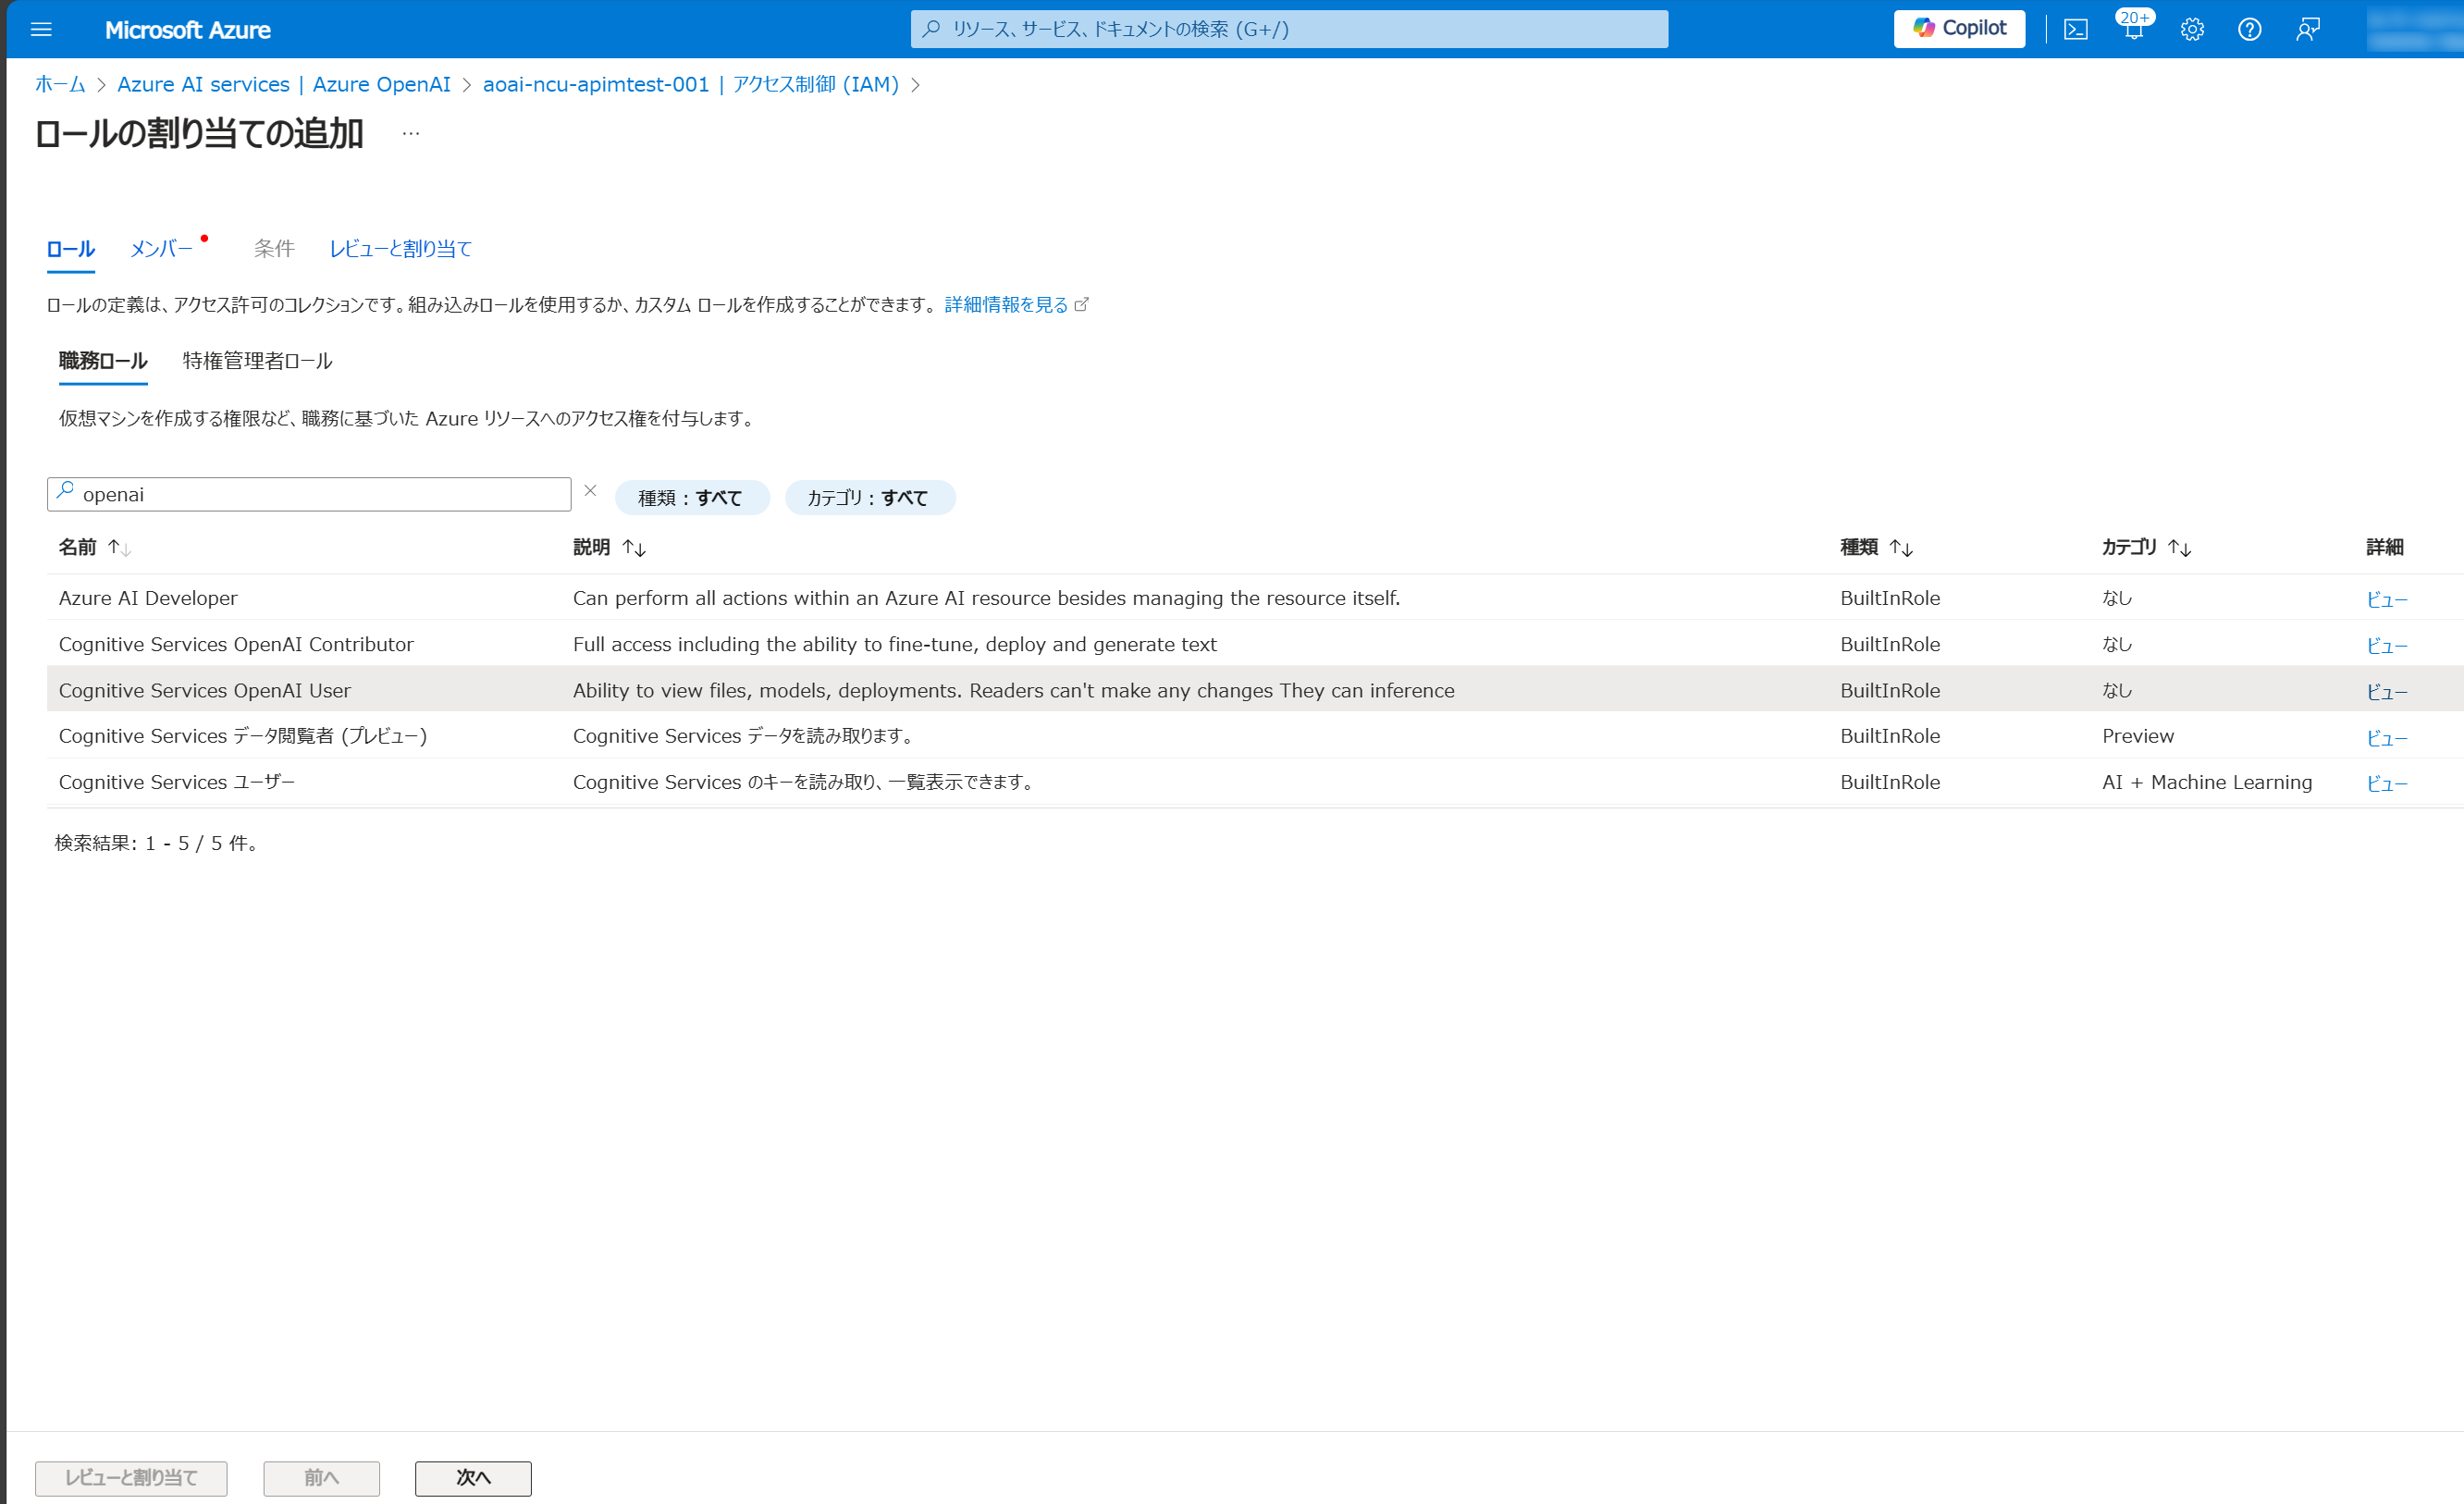 Microsoft Azure
リソース、サービス、ドキュメントの検索 (G+/)
Copilot
20+
ホーム > Azure AI services | Azure OpenAI > aoai-ncu-apimtest-001 | アクセス制御 (IAM) >
ロールの割り当ての追加 ...
ロール メンバー 条件 レビューと割り当て
ロールの定義は、アクセス許可のコレクションです。組み込みロールを使用するか、カスタム ロールを作成することができます。 詳細情報を見る
職務ロール 特権管理者ロール
仮想マシンを作成する権限など、職務に基づいた Azure リソースへのアクセス権を付与します。
openai 種類 : すべて カテゴリ : すべて
名前 ↑↓ 説明 ↑↓ 種類 ↑↓ カテゴリ ↑↓ 詳細
Azure AI Developer Can perform all actions within an Azure AI resource besides managing the resource itself. BuiltInRole なし ビュー
Cognitive Services OpenAI Contributor Full access including the ability to fine-tune, deploy and generate text BuiltInRole なし ビュー
Cognitive Services OpenAI User Ability to view files, models, deployments. Readers can't make any changes They can inference BuiltInRole なし ビュー
Cognitive Services データ閲覧者 (プレビュー) Cognitive Services データを読み取ります。 BuiltInRole Preview ビュー
Cognitive Services ユーザー Cognitive Services のキーを読み取り、一覧表示できます。 BuiltInRole AI + Machine Learning ビュー
検索結果: 1 - 5 / 5 件。
レビューと割り当て 前へ 次へ